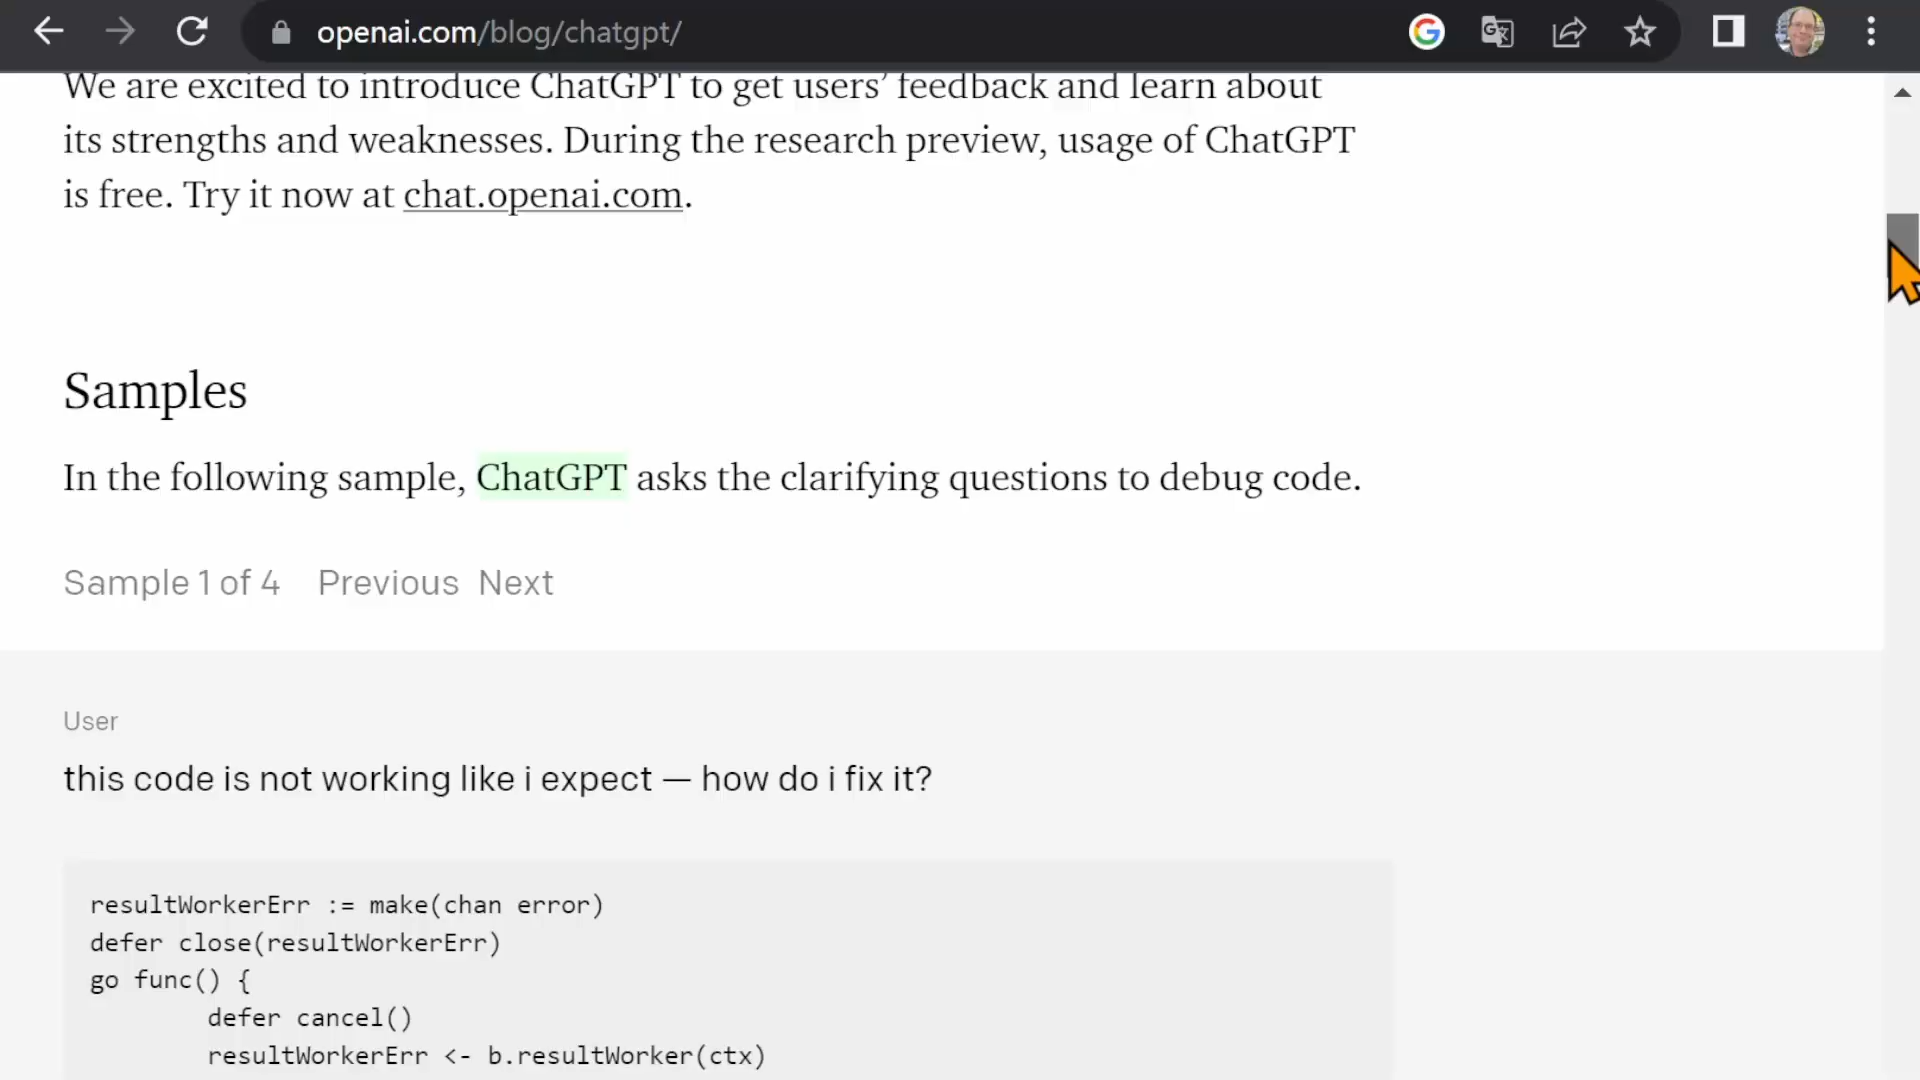 openai.com/blog/chatgpt/
We are excited to introduce ChatGPT to get users’ feedback and learn about
its strengths and weaknesses. During the research preview, usage of ChatGPT
is free. Try it now at chat.openai.com.
Samples
In the following sample, ChatGPT asks the clarifying questions to debug code.
Sample 1 of 4 Previous Next
User
this code is not working like i expect — how do i fix it?
resultWorkerErr := make(chan error)
defer close(resultWorkerErr)
go func() {
defer cancel()
resultWorkerErr <- b.resultWorker(ctx)